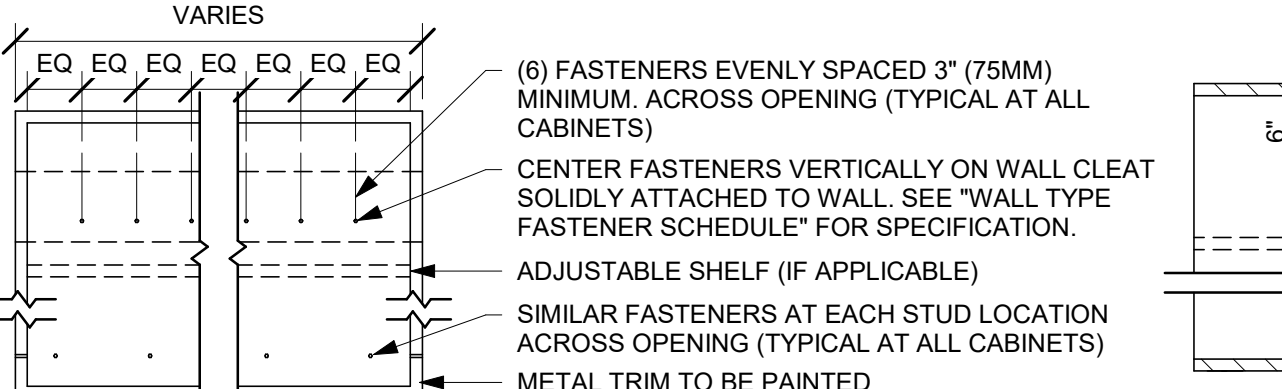 VARIES
EQ EQ EQ EQ EQ EQ EQ
(6) FASTENERS EVENLY SPACED 3" (75MM)
MINIMUM. ACROSS OPENING (TYPICAL AT ALL
CABINETS)
CENTER FASTENERS VERTICALLY ON WALL CLEAT
SOLIDLY ATTACHED TO WALL. SEE "WALL TYPE
FASTENER SCHEDULE" FOR SPECIFICATION.
ADJUSTABLE SHELF (IF APPLICABLE)
SIMILAR FASTENERS AT EACH STUD LOCATION
ACROSS OPENING (TYPICAL AT ALL CABINETS)
METAL TRIM TO BE PAINTED
6"